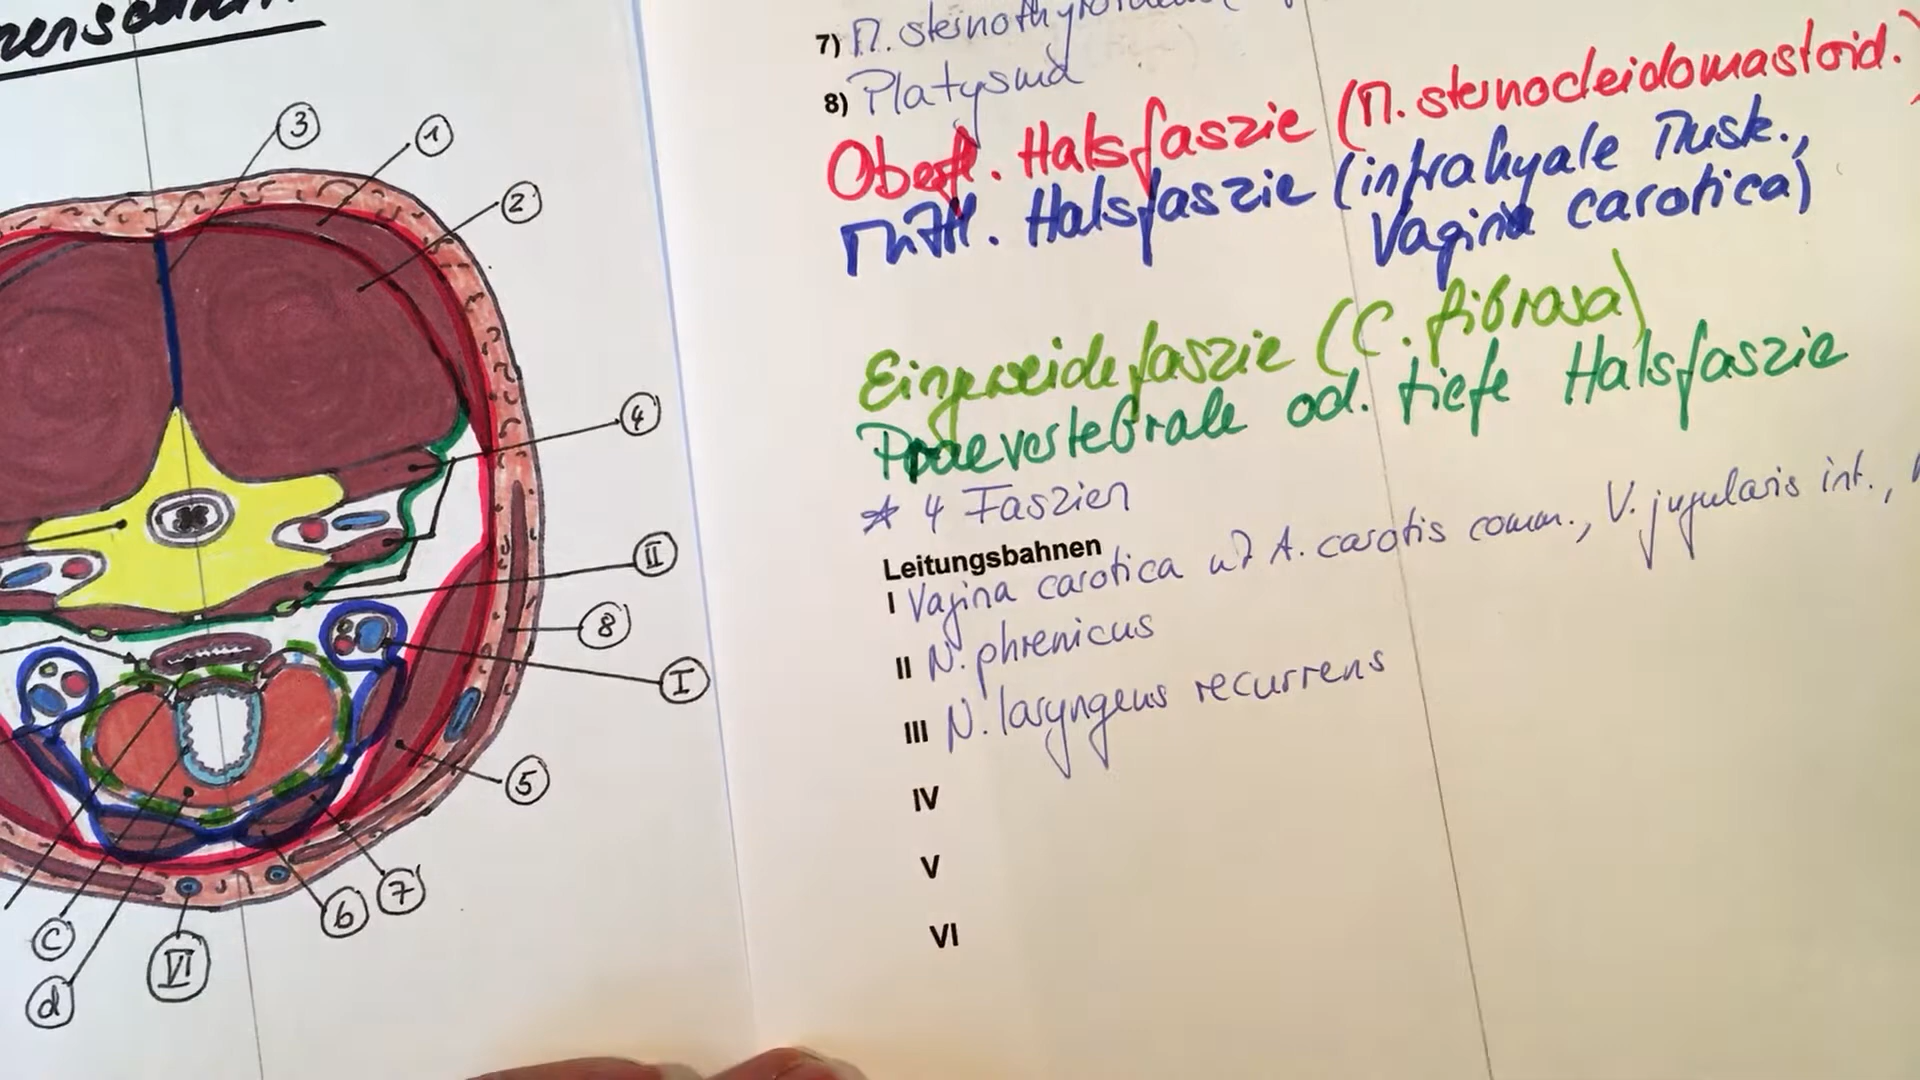 3
1
2
4
II
8
I
5
7
6
C
VI
d
7) M. sternothyroideus
8) Platysma
Oberfl. Halsfaszie (M. sternocleidomastoid.)
Mittl. Halsfaszie (infrahyale Musk.,
Vagina carotica)
Eingeweidefaszie (C. fibrosa)
Praevertebrale od. tiefe Halsfaszie
* 4 Faszien
Leitungsbahnen
I Vagina carotica A. carotis comm., V. jugularis int.,
II N. phrenicus
III N. laryngeus recurrens
IV
V
VI